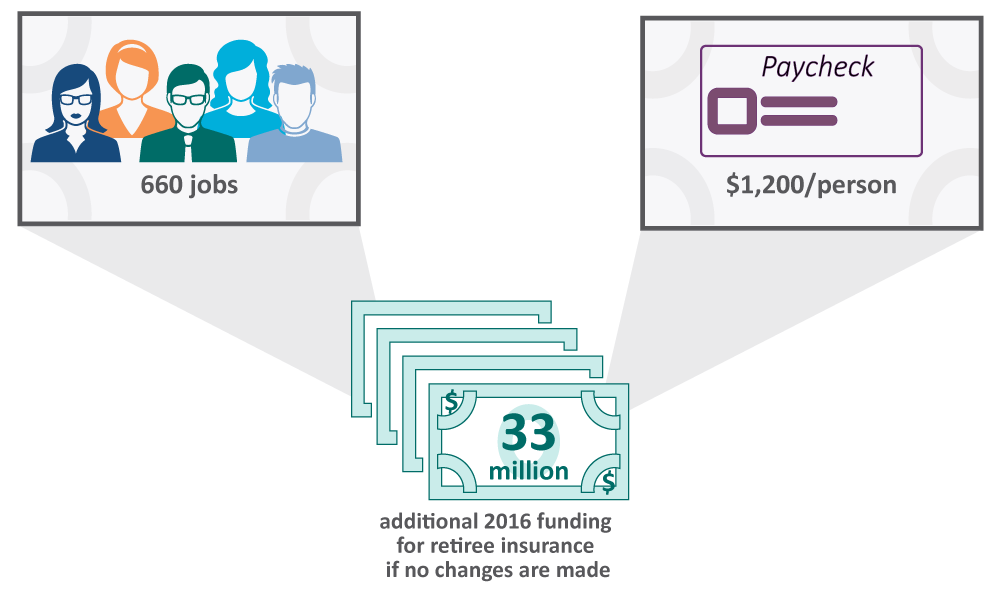 660 jobs
Paycheck
$1,200/person
$
33
million
$
additional 2016 funding
for retiree insurance
if no changes are made